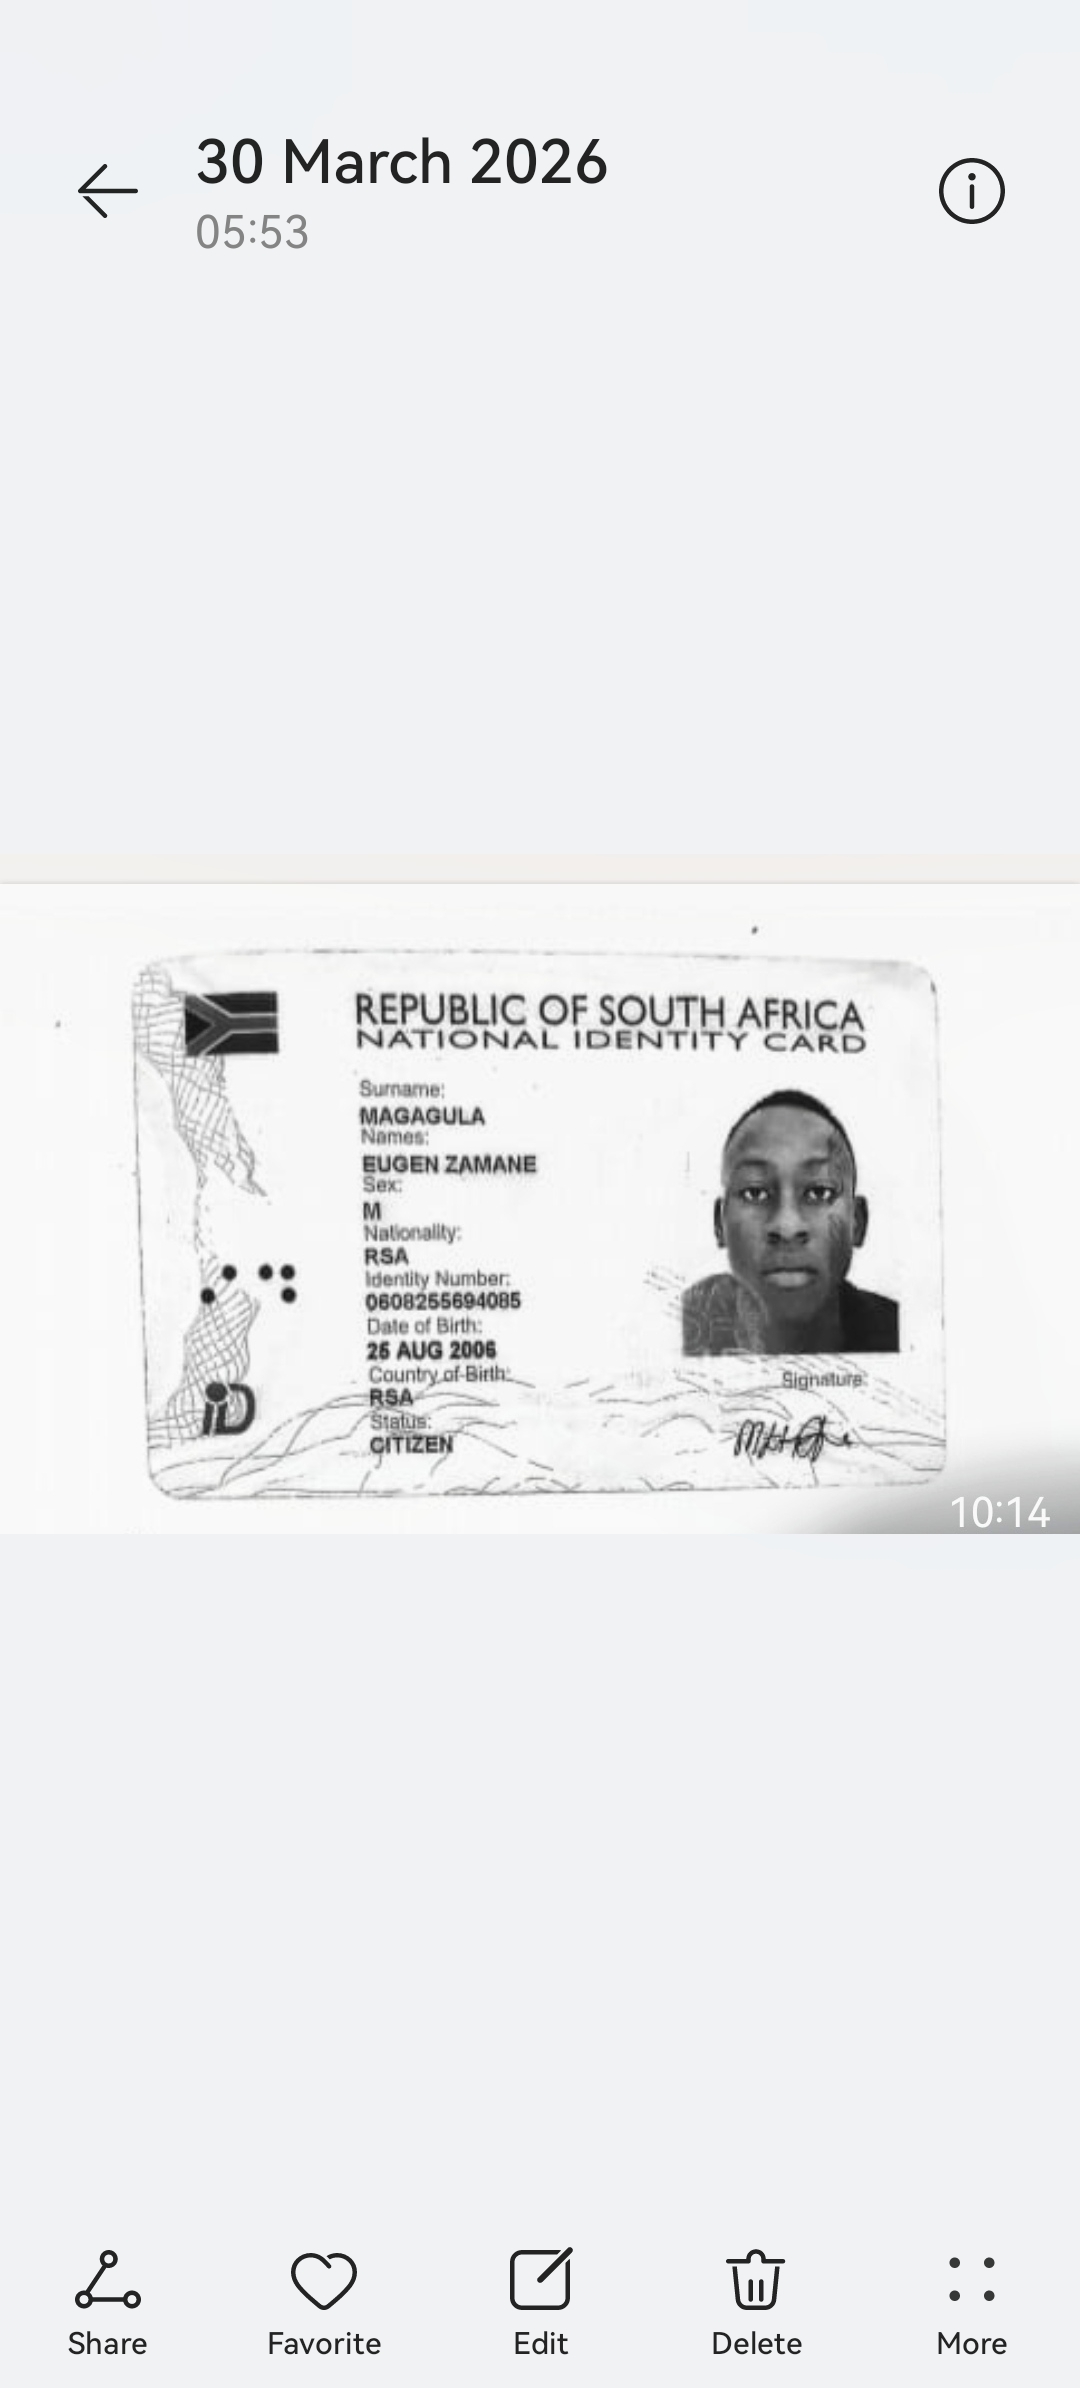 30 March 2026
05:53
REPUBLIC OF SOUTH AFRICA
NATIONAL IDENTITY CARD
Surname:
MAGAGULA
Names:
EUGEN ZAMANE
Sex:
M
Nationality:
RSA
Identity Number:
0608255694085
Date of Birth:
25 AUG 2006
Country of Birth:
RSA
Status:
CITIZEN
Signature:
iD
10:14
Share
Favorite
Edit
Delete
More